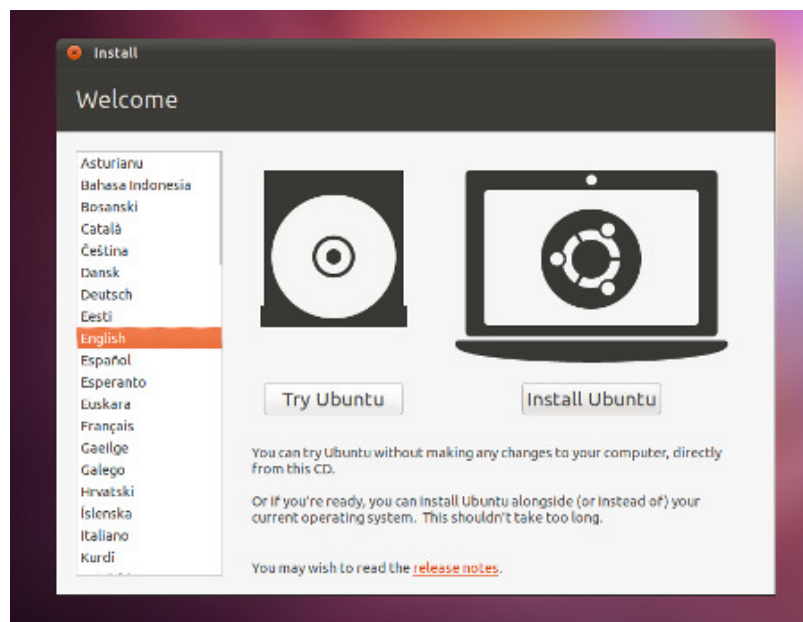 Install
Welcome
Asturianu
Bahasa Indonesia
Bosanski
Català
Čeština
Dansk
Deutsch
Eesti
English
Español
Esperanto
Euskara
Français
Gaeilge
Galego
Hrvatski
Íslenska
Italiano
Kurdî
Try Ubuntu
Install Ubuntu
You can try Ubuntu without making any changes to your computer, directly
from this CD.
Or if you're ready, you can install Ubuntu alongside (or instead of) your
current operating system. This shouldn't take too long.
You may wish to read the release notes.